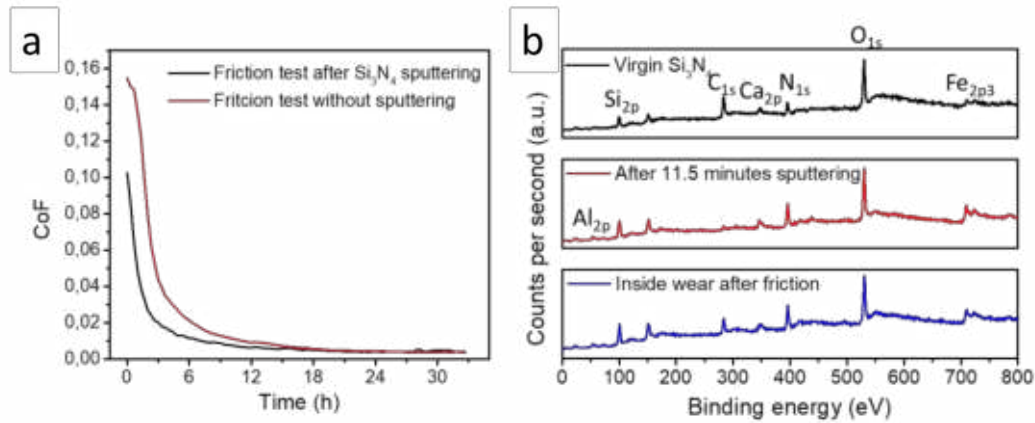 a
0,16
0,14
0,12
0,10
0,08
0,06
0,04
0,02
0,00
CoF
Friction test after Si₃N₄ sputtering
Fritcion test without sputtering
0 6 12 18 24 30
Time (h)
b
Counts per second (a.u.)
O₁ₛ
Virgin Si₃N₄
Si₂ₚ
C₁ₛ
Ca₂ₚ
N₁ₛ
Fe₂ₚ₃
After 11.5 minutes sputtering
Al₂ₚ
Inside wear after friction
0 100 200 300 400 500 600 700 800
Binding energy (eV)